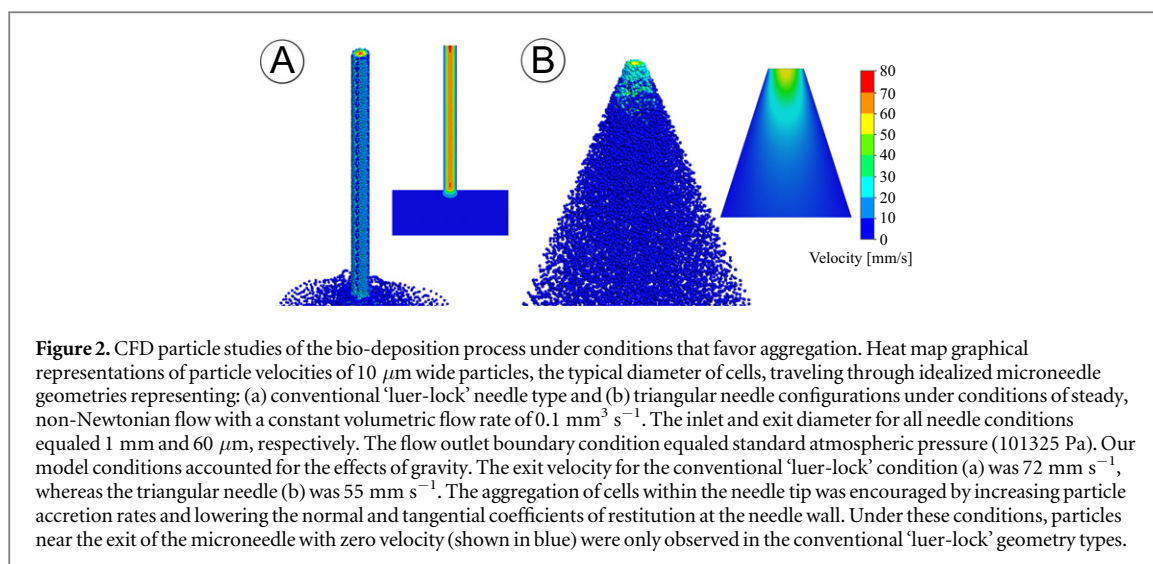 A
B
80
70
60
50
40
30
20
10
0
Velocity [mm/s]
Figure 2. CFD particle studies of the bio-deposition process under conditions that favor aggregation. Heat map graphical
representations of particle velocities of 10 μm wide particles, the typical diameter of cells, traveling through idealized microneedle
geometries representing: (a) conventional ‘luer-lock’ needle type and (b) triangular needle configurations under conditions of steady,
non-Newtonian flow with a constant volumetric flow rate of 0.1 mm³ s⁻¹. The inlet and exit diameter for all needle conditions
equaled 1 mm and 60 μm, respectively. The flow outlet boundary condition equaled standard atmospheric pressure (101325 Pa). Our
model conditions accounted for the effects of gravity. The exit velocity for the conventional ‘luer-lock’ condition (a) was 72 mm s⁻¹,
whereas the triangular needle (b) was 55 mm s⁻¹. The aggregation of cells within the needle tip was encouraged by increasing particle
accretion rates and lowering the normal and tangential coefficients of restitution at the needle wall. Under these conditions, particles
near the exit of the microneedle with zero velocity (shown in blue) were only observed in the conventional ‘luer-lock’ geometry types.